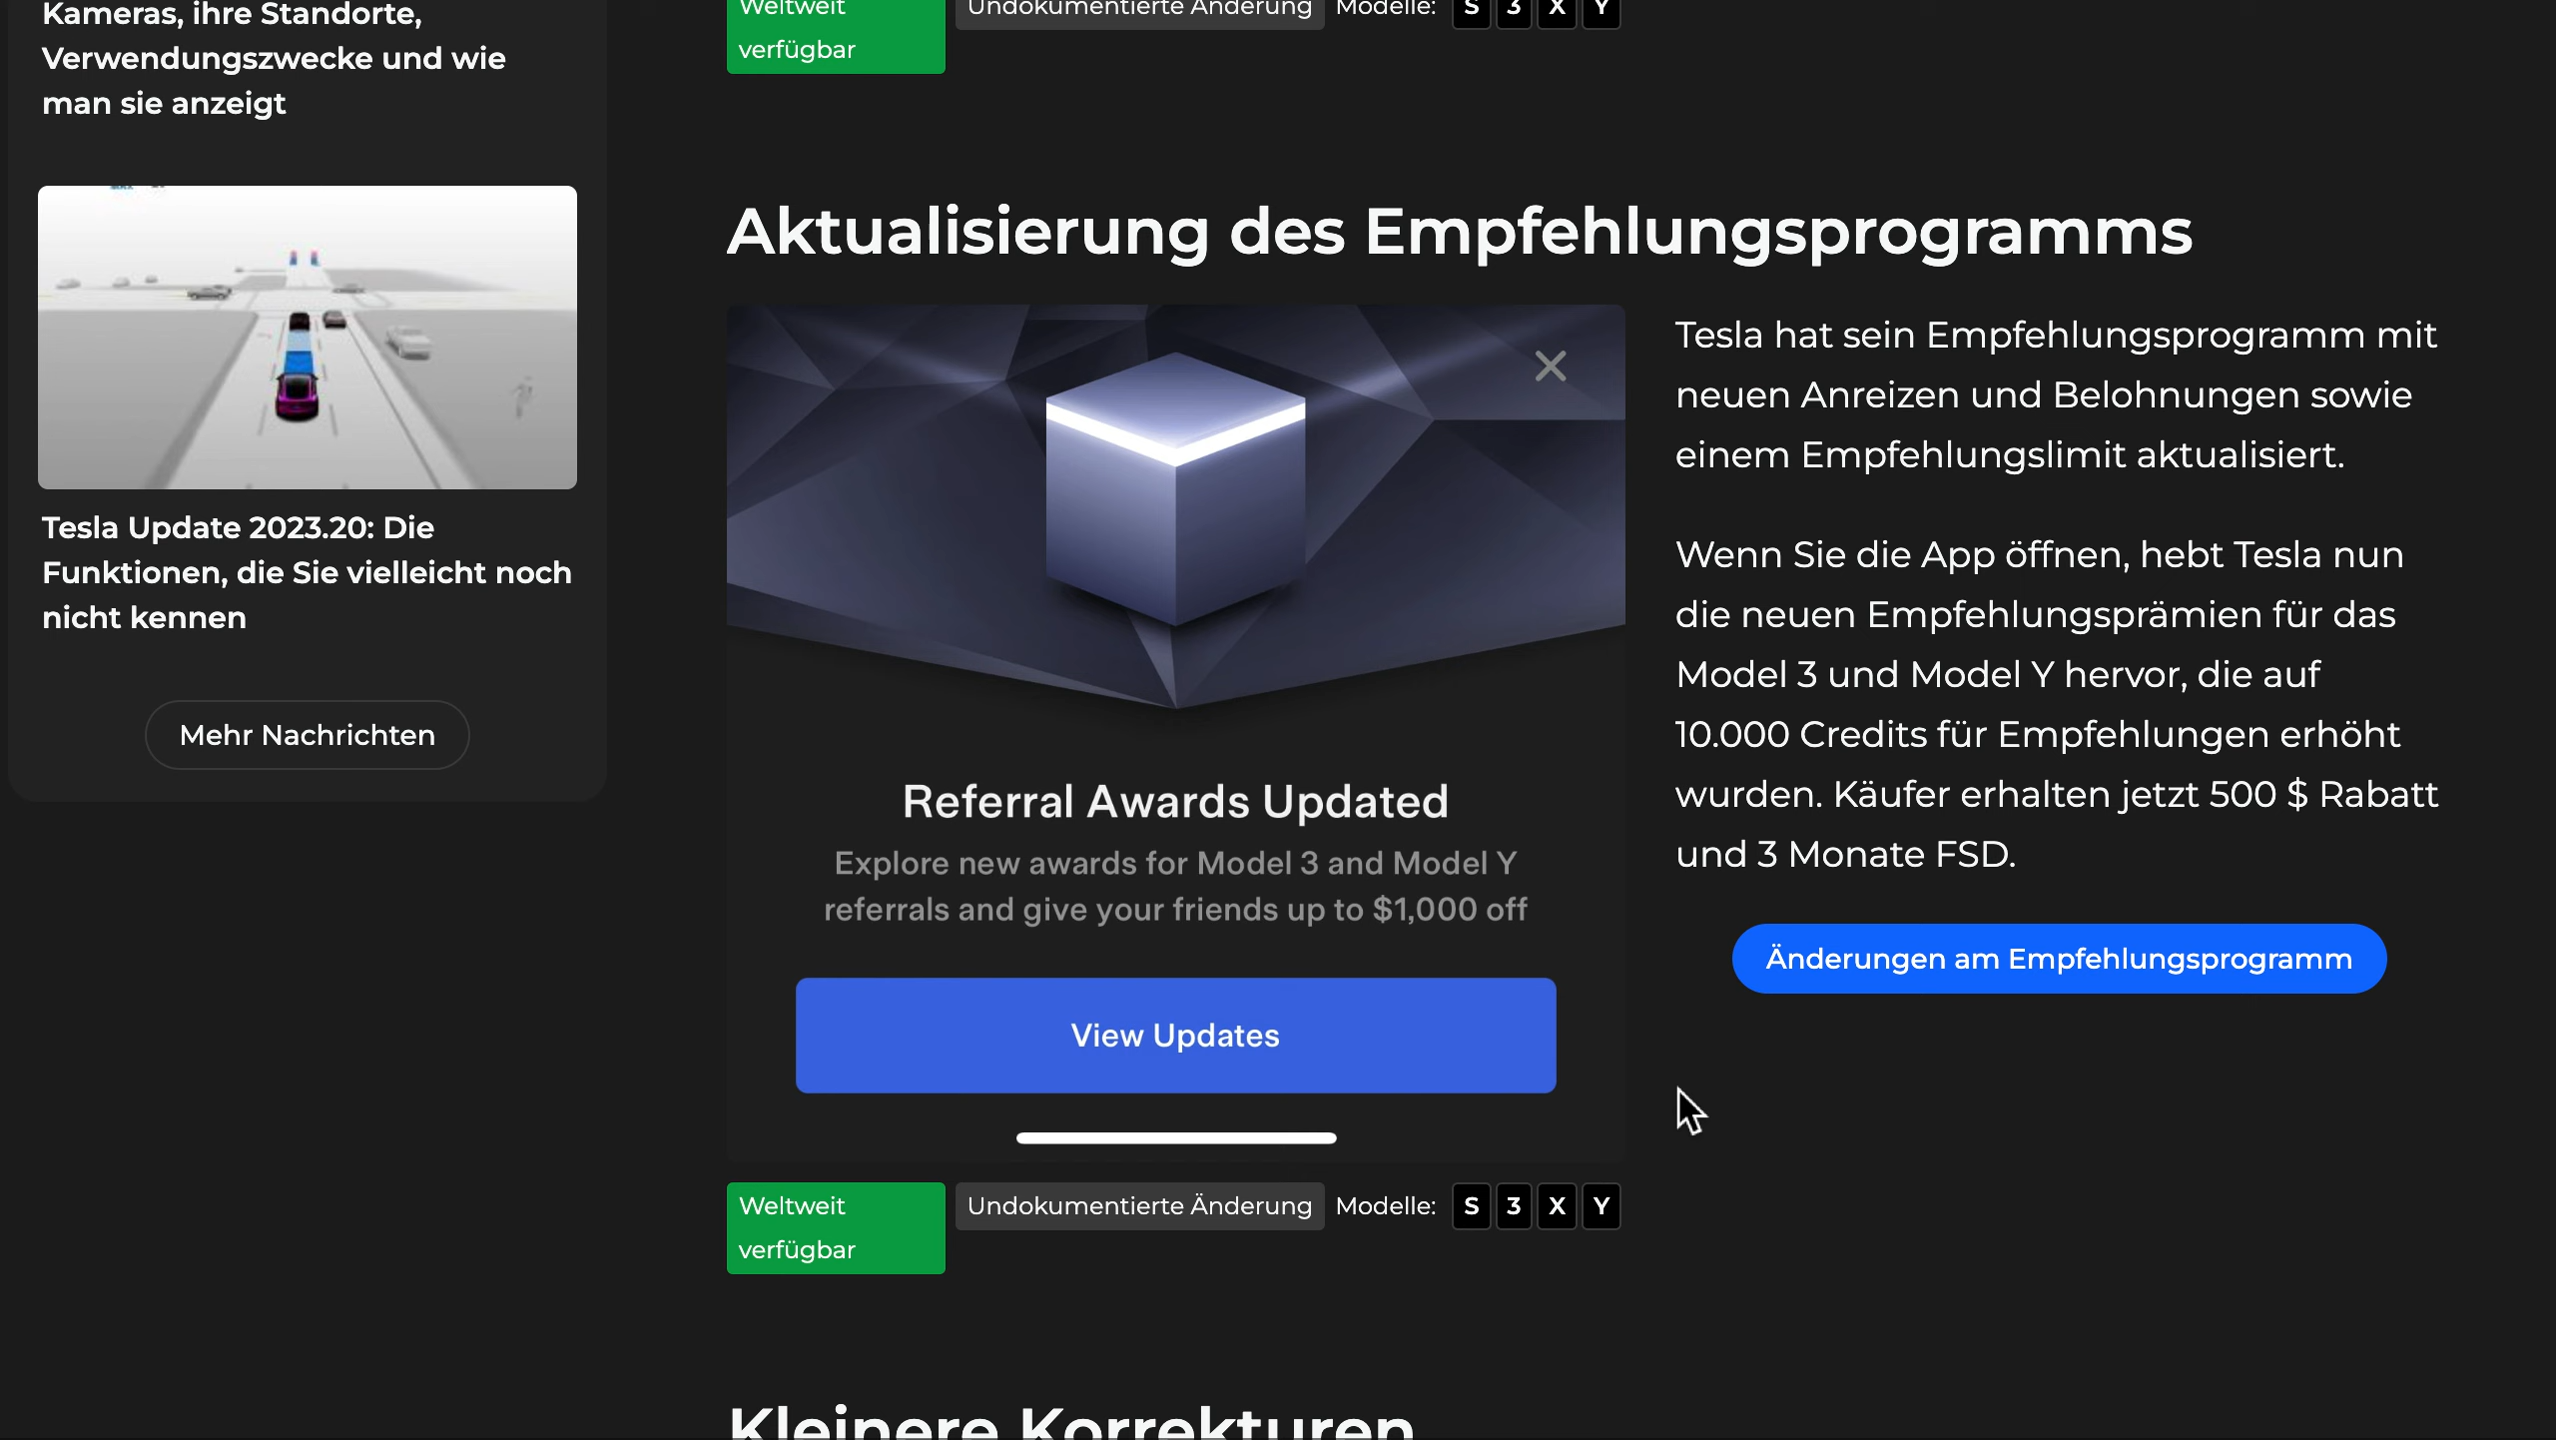 Kameras, ihre Standorte,
Verwendungszwecke und wie
man sie anzeigt
Tesla Update 2023.20: Die
Funktionen, die Sie vielleicht noch
nicht kennen
Mehr Nachrichten
Weltweit
verfügbar
Undokumentierte Änderung
Modelle: S 3 X Y
Aktualisierung des Empfehlungsprogramms
Referral Awards Updated
Explore new awards for Model 3 and Model Y
referrals and give your friends up to $1,000 off
View Updates
Tesla hat sein Empfehlungsprogramm mit
neuen Anreizen und Belohnungen sowie
einem Empfehlungslimit aktualisiert.
Wenn Sie die App öffnen, hebt Tesla nun
die neuen Empfehlungsprämien für das
Model 3 und Model Y hervor, die auf
10.000 Credits für Empfehlungen erhöht
wurden. Käufer erhalten jetzt 500 $ Rabatt
und 3 Monate FSD.
Änderungen am Empfehlungsprogramm
Weltweit
verfügbar
Undokumentierte Änderung
Modelle: S 3 X Y
Kleinere Korrekturen